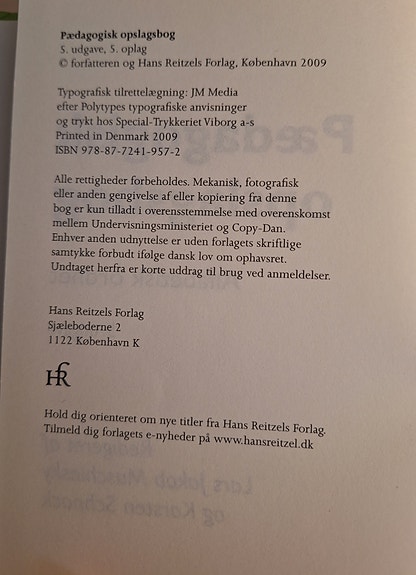 Pædagogisk opslagsbog
5. udgave, 5. oplag
© forfatteren og Hans Reitzels Forlag, København 2009
Typografisk tilrettelægning: JM Media
efter Polytypes typografiske anvisninger
og trykt hos Special-Trykkeriet Viborg a-s
Printed in Denmark 2009
ISBN 978-87-7241-957-2
Alle rettigheder forbeholdes. Mekanisk, fotografisk
eller anden gengivelse af eller kopiering fra denne
bog er kun tilladt i overensstemmelse med overenskomst
mellem Undervisningsministeriet og Copy-Dan.
Enhver anden udnyttelse er uden forlagets skriftlige
samtykke forbudt ifølge dansk lov om ophavsret.
Undtaget herfra er korte uddrag til brug ved anmeldelser.
Hans Reitzels Forlag
Sjæleboderne 2
1122 København K
HR
Hold dig orienteret om nye titler fra Hans Reitzels Forlag.
Tilmeld dig forlagets e-nyheder på www.hansreitzel.dk